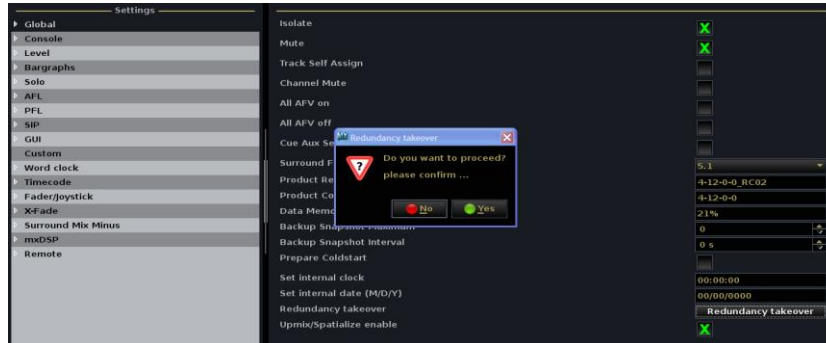 Settings
Global
Console
Level
Bargraphs
Solo
AFL
PFL
SIP
GUI
Custom
Word clock
Timecode
Fader/Joystick
X-Fade
Surround Mix Minus
mxDSP
Remote
Isolate
Mute
Track Self Assign
Channel Mute
All AFV on
All AFV off
Cue Aux Se
Surround F 5.1
Product Re 4-12-0-0_RC02
Product Co 4-12-0-0
Data Memo 21%
Backup Snapshot Maximum 0
Backup Snapshot Interval 0 s
Prepare Coldstart
Set internal clock 00:00:00
Set internal date (M/D/Y) 00/00/0000
Redundancy takeover Redundancy takeover
Upmix/Spatialize enable
Redundancy takeover
Do you want to proceed?
please confirm ...
No Yes